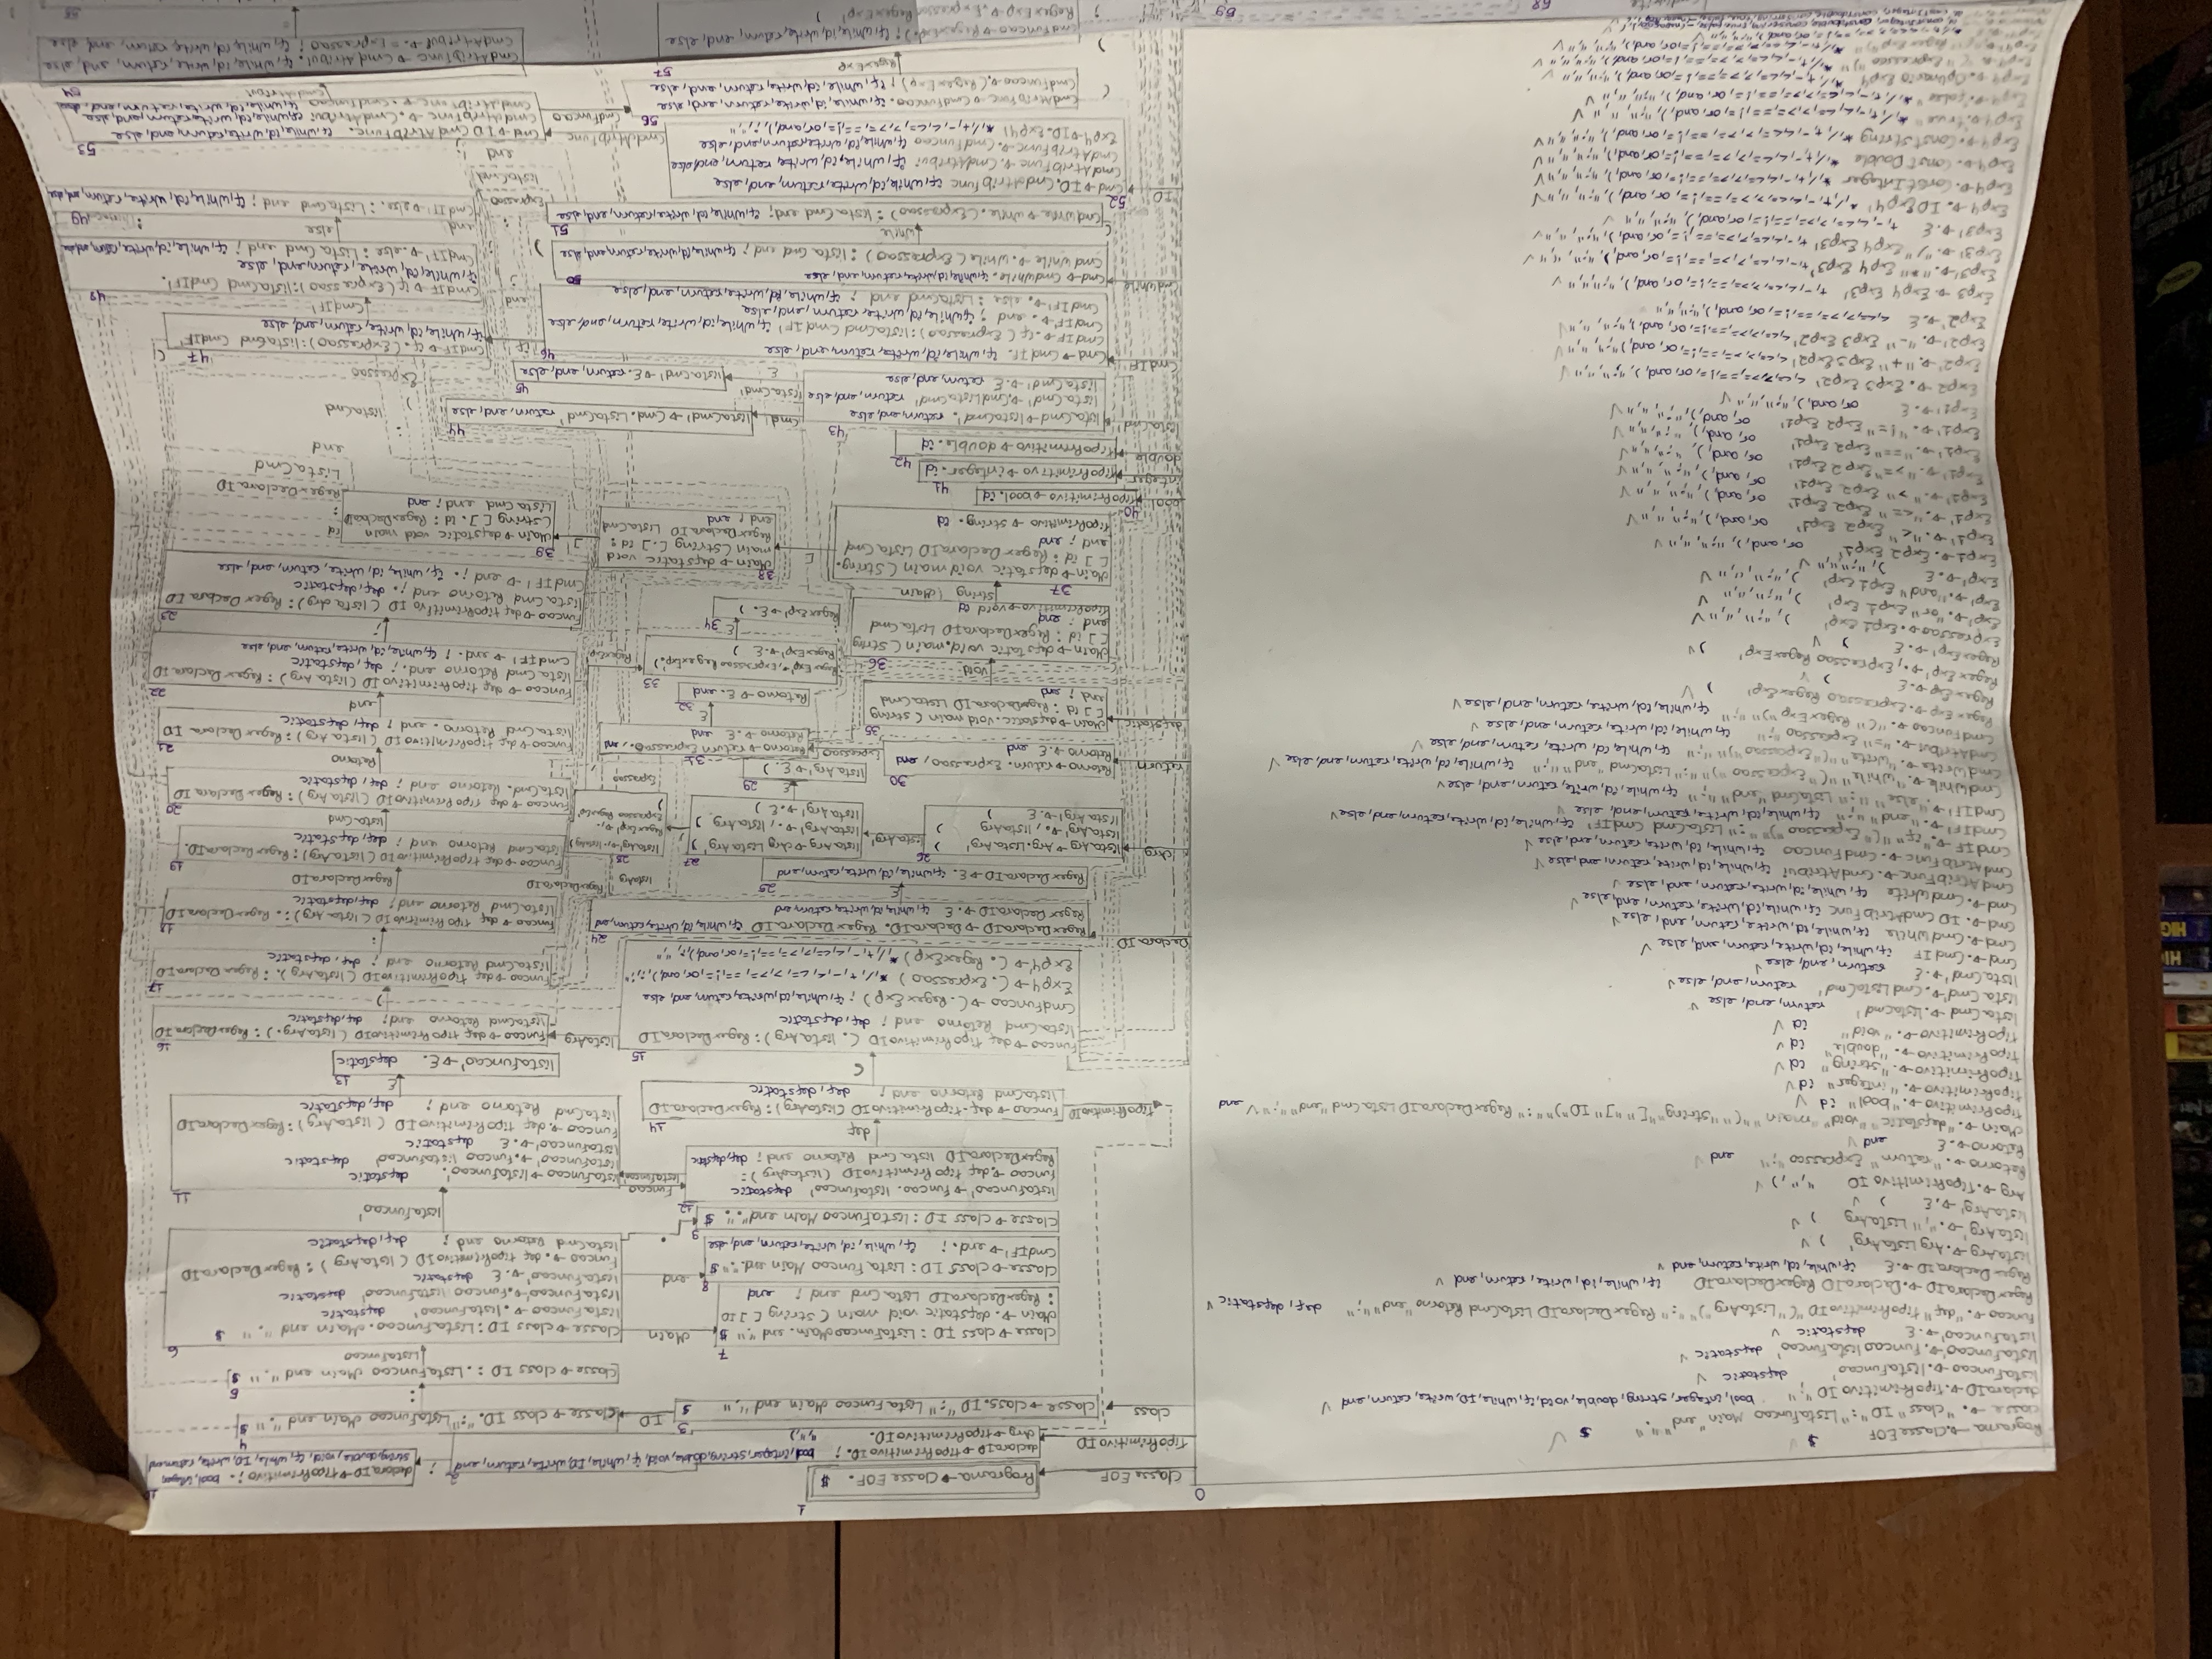 0
Programa → .Classe EOF $
Classe → . "class" ID ":" ListaFuncao Main "end" "." $
declaraID → . TipoPrimitivo ID ";" bool, integer, string, double, void, if, while, ID, write, return, end
listaFuncao → . listaFuncao' defstatic
listaFuncao' → . Funcao listaFuncao' defstatic
listaFuncao' → . ε defstatic
Funcao → . "def" tipoPrimitivo ID "(" ListaArg ")" ":" RegexDeclaraID ListaCmd Retorno "end" ";" def, defstatic
RegexDeclaraID → . DeclaraID RegexDeclaraID if, while, id, write, return, end
RegexDeclaraID → . ε if, while, id, write, return, end
listaArg → . Arg ListaArg' )
listaArg' → . "," ListaArg )
listaArg' → . ε )
Arg → . TipoPrimitivo ID ",", )
Retorno → . "return" Expressao ";" end
Retorno → . ε end
Main → . "defstatic" "void" "main" "(" "String" "[" "]" ID ")" ":" RegexDeclaraID ListaCmd "end" ";" end
tipoPrimitivo → . "bool" id
tipoPrimitivo → . "integer" id
tipoPrimitivo → . "string" id
tipoPrimitivo → . "double" id
tipoPrimitivo → . "void" id
listaCmd → . listacmd' return, end, else
listaCmd' → . Cmd ListaCmd' return, end, else
listaCmd' → . ε return, end, else
Cmd → . CmdIF if, while, id, write, return, end, else
Cmd → . CmdWhile if, while, id, write, return, end, else
Cmd → . ID CmdAtribFunc if, while, id, write, return, end, else
Cmd → . CmdWrite if, while, id, write, return, end, else
CmdAtribFunc → . CmdAtribui if, while, id, write, return, end, else
CmdAtribFunc → . CmdFuncao if, while, id, write, return, end, else
CmdIF → . "if" "(" Expressao ")" ":" ListaCmd CmdIF' if, while, id, write, return, end, else
CmdIF' → . "end" ";" if, while, id, write, return, end, else
CmdIF' → . "else" ":" ListaCmd "end" ";" if, while, id, write, return, end, else
CmdWhile → . "while" "(" Expressao ")" ":" ListaCmd "end" ";" if, while, id, write, return, end, else
CmdWrite → . "write" "(" Expressao ")" ";" if, while, id, write, return, end, else
CmdAtribui → . "=" Expressao ";" if, while, id, write, return, end, else
CmdFuncao → . "(" RegexExp ")" ";" if, while, id, write, return, end, else
RegexExp → . Expressao RegexExp' )
RegexExp → . ε )
RegexExp' → . , Expressao RegexExp' )
RegexExp' → . ε )
Expressao → . Exp1 Exp' ), ";", ","
Exp' → . "or" Exp1 Exp' ), ";", ","
Exp' → . "and" Exp1 Exp' ), ";", ","
Exp' → . ε ), ";", ","
Exp1 → . Exp2 Exp1' or, and, ), ";", ","
Exp1' → . "<" Exp2 Exp1' or, and, ), ";", ","
Exp1' → . "<=" Exp2 Exp1' or, and, ), ";", ","
Exp1' → . ">" Exp2 Exp1' or, and, ), ";", ","
Exp1' → . ">=" Exp2 Exp1' or, and, ), ";", ","
Exp1' → . "==" Exp2 Exp1' or, and, ), ";", ","
Exp1' → . "!=" Exp2 Exp1' or, and, ), ";", ","
Exp1' → . ε or, and, ), ";", ","
Exp2 → . Exp3 Exp2' <, <=, >, >=, ==, !=, or, and, ), ";", ","
Exp2' → . "+" Exp3 Exp2' <, <=, >, >=, ==, !=, or, and, ), ";", ","
Exp2' → . "-" Exp3 Exp2' <, <=, >, >=, ==, !=, or, and, ), ";", ","
Exp2' → . ε <, <=, >, >=, ==, !=, or, and, ), ";", ","
Exp3 → . Exp4 Exp3' +, -, <, <=, >, >=, ==, !=, or, and, ), ";", ","
Exp3' → . "*" Exp4 Exp3' +, -, <, <=, >, >=, ==, !=, or, and, ), ";", ","
Exp3' → . "/" Exp4 Exp3' +, -, <, <=, >, >=, ==, !=, or, and, ), ";", ","
Exp3' → . ε +, -, <, <=, >, >=, ==, !=, or, and, ), ";", ","
Exp4 → . ID Exp4' *, /, +, -, <, <=, >, >=, ==, !=, or, and, ), ";", ","
Exp4 → . ConstInteger *, /, +, -, <, <=, >, >=, ==, !=, or, and, ), ";", ","
Exp4 → . ConstDouble *, /, +, -, <, <=, >, >=, ==, !=, or, and, ), ";", ","
Exp4 → . ConstString *, /, +, -, <, <=, >, >=, ==, !=, or, and, ), ";", ","
Exp4 → . "true" *, /, +, -, <, <=, >, >=, ==, !=, or, and, ), ";", ","
Exp4 → . "false" *, /, +, -, <, <=, >, >=, ==, !=, or, and, ), ";", ","
Exp4 → . OpUnario Exp4 *, /, +, -, <, <=, >, >=, ==, !=, or, and, ), ";", ","
Exp4 → . "(" Expressao ")" *, /, +, -, <, <=, >, >=, ==, !=, or, and, ), ";", ","
58
59
Classe EOF
1
Programa → Classe EOF. $
TipoPrimitivo ID
2
declaraID → tipoPrimitivo ID. ; bool, integer, string, double, void, if, while, ID, write, return, end
Arg → tipoPrimitivo ID. ",", )
;
10
declaraID → tipoPrimitivo ; . bool, integer,
string, double, void, if, while, ID, write, return, end
class
3
Classe → class. ID ":" Lista Funcao Main end "." $
ID
4
Classe → class ID. ":" ListaFuncao Main end "." $
:
5
Classe → class ID : . ListaFuncao Main end "." $
ListaFuncao
6
Classe → class ID : ListaFuncao. Main end "." $
listaFuncao → . listaFuncao' defstatic
listaFuncao' → . Funcao listaFuncao' defstatic
listaFuncao' → . ε defstatic
Funcao → . def tipoPrimitivo ID (listaArg) : RegexDeclaraID
listaCmd Retorno end ; def, defstatic
Main
7
Classe → class ID : ListaFuncao Main. end "." $
Main → . defstatic void main ( String [ ] ID
: RegexDeclaraID Lista Cmd end ; end
end
8
Classe → class ID : Lista Funcao Main end. "." $
CmdIF' → end. ; if, while, id, write, return, end, else
.
9
Classe → class ID : ListaFuncao Main end ".". $
12
listaFuncao' → Funcao. listaFuncao' defstatic
Funcao → . def tipoPrimitivo ID (listaArg) :
RegexDeclaraID lista Cmd Retorno end ; def, defstatic
Funcao
listaFuncao
listaFuncao'
11
listaFuncao → listaFuncao'. defstatic
listaFuncao' → . Funcao listaFuncao' defstatic
listaFuncao' → . ε defstatic
Funcao → . def tipoPrimitivo ID (listaArg) : RegexDeclaraID
listaCmd Retorno end ; def, defstatic
def
tipoPrimitivo ID
14
Funcao → def. tipoPrimitivo ID (listaArg) : RegexDeclaraID
listaCmd Retorno end ; def, defstatic
ε
13
listaFuncao' → ε. defstatic
(
15
Funcao → def tipoPrimitivo ID (. listaArg) : RegexDeclaraID
listaCmd Retorno end ; def, defstatic
CmdFuncao → (. RegexExp) ; if, while, id, write, return, end, else
Exp4 → (. Expressao) *, /, +, -, <, <=, >, >=, ==, !=, or, and, ), ;, ","
Exp4' → (. RegexExp) *, /, +, -, <, <=, >, >=, ==, !=, or, and, ), ;, ","
listaArg
16
Funcao → def tipoPrimitivo ID (listaArg.) : RegexDeclaraID
listaCmd Retorno end; def, defstatic
)
17
Funcao → def tipoPrimitivo ID (listaArg). : RegexDeclaraID
listaCmd Retorno end ; def, defstatic
:
18
Funcao → def tipoPrimitivo ID (lista Arg) : . RegexDeclaraID
listaCmd Retorno end; def, defstatic
RegexDeclaraID
19
Funcao → def tipoPrimitivo ID (listaArg) : RegexDeclaraID.
listaCmd Retorno end ; def, defstatic
listaCmd
20
Funcao → def tipoPrimitivo ID (lista Arg) : Regex Declara ID
listaCmd. Retorno end ; def, defstatic
Retorno
21
Funcao → def tipoPrimitivo ID (lista Arg) : RegexDeclara ID
listaCmd Retorno. end ; def, defstatic
end
22
Funcao → def tipoPrimitivo ID (lista Arg) : RegexDeclara ID
lista Cmd Retorno end. ; def, defstatic
CmdIF' → end. ; if, while, id, write, return, end, else
;
23
Funcao → def tipoPrimitivo ID (lista Arg) : Regex Declara ID
lista Cmd Retorno end ;. def, defstatic
CmdIF' → end ;. if, while, id, write, return, end, else
Declara ID
24
RegexDeclaraID → DeclaraID. RegexDeclaraID if, while, id, write, return, end
RegexDeclaraID → . ε if, while, id, write, return, end
ε
25
RegexDeclaraID → ε. if, while, id, write, return, end
Arg
26
listaArg → Arg. ListaArg' )
listaArg' → . , listaArg )
listaArg' → . ε )
listaArg'
27
listaArg → Arg ListaArg'. )
listaArg' → . , listaArg )
listaArg' → . ε )
listaArg
RegexDeclaraID
28
Expressao
ε
29
lista Arg' → ε. )
return
30
Retorno → return. Expressao, end
Retorno → . ε end
Expressao
31
Retorno → return Expressao. , end
Retorno → . ε end
ε
32
Retorno → ε. end
33
RegexExp' → , Expressao RegexExp'. )
RegexExp' → . ε )
RegexExp'
ε
34
RegexExp' → ε. )
defstatic
35
Main → defstatic. void main ( string
[ ] id : RegexDeclaraID ListaCmd
end ; end
void
36
Main → defstatic void. main ( String
[ ] id : RegexDeclaraID ListaCmd
end ; end
tipoPrimitivo → void id
string (main
37
Main → defstatic void main ( String.
[ ] id : RegexDeclaraID Lista Cmd
end ; end
tipoPrimitivo → string. id
[
38
Main → defstatic void
main ( String [.] id :
RegexDeclaraID ListaCmd
end ; end
]
39
Main → defstatic void main
(string [ ]. id : RegexDeclaraID
Lista Cmd end ; end
id
:
RegexDeclara ID
ListaCmd
end
bool
40
tipoPrimitivo → bool. id
integer
41
tipoPrimitivo → integer. id
double
42
tipoPrimitivo → double. id
listaCmd'
43
listaCmd → listaCmd'. return, end, else
listaCmd' → . CmdListaCmd' return, end, else
listaCmd' → . ε return, end, else
Cmd
44
listaCmd' → Cmd. ListaCmd' return, end, else
listaCmd'
ε
45
listaCmd' → ε. return, end, else
:
listaCmd
)
Expressao
(
CmdIF
46
Cmd → CmdIF. if, while, id, write, return, end, else
CmdIF → . if ( Expressao) : listaCmd CmdIF' if, while, id, write, return, end, else
CmdIF' → . end ; if, while, id, write, return, end, else
CmdIF' → . else : ListaCmd end ; if, while, id, write, return, end, else
if
47
CmdIF → if. (Expressao) : listaCmd CmdIF'
if, while, id, write, return, end, else
CmdIF'
48
CmdIF → if (Expressao) : listaCmd CmdIF'.
if, while, id, write, return, end, else
CmdIF' → . else : Lista Cmd end ; if, while, id, write, return, end, else
else
49
CmdIF' → else. : ListaCmd end ; if, while, id, write, return, end, else
end
;
CmdWhile
50
Cmd → CmdWhile. if, while, id, write, return, end, else
CmdWhile → . While ( Expressao) : lista Cmd end ; if, while, id, write, return, end, else
while
51
CmdWhile → while. (Expressao) : lista Cmd end; if, while, id, write, return, end, else
(
)
:
end
Expressao
listaCmd
end
;
ID
52
Cmd → ID. CmdAtribFunc if, while, id, write, return, end, else
CmdAtribFunc → . CmdAtribui if, while, id, write, return, end, else
CmdAtribFunc → . CmdFuncao if, while, id, write, return, end, else
Exp4 → ID. Exp4' *, /, +, -, <, <=, >, >=, ==, !=, or, and, ), ;, ","
CmdAtribFunc
53
Cmd → ID CmdAtribFunc. if, while, id, write, return, end, else
CmdAtribFunc → . CmdAtribui if, while, id, write, return, end, else
CmdAtribFunc → . CmdFuncao if, while, id, write, return, end, else
CmdAtribui
54
CmdAtribFunc → CmdAtribui. if, while, id, write, return, end, else
CmdAtribui → . = Expressao ; if, while, id, write, return, end, else
55
CmdFuncao
56
CmdAtribFunc → CmdFuncao. if, while, id, write, return, end, else
CmdFuncao → . (RegexExp) ; if, while, id, write, return, end, else
(
RegexExp
57
CmdFuncao → (RegexExp.) ; if, while, id, write, return, end, else
RegexExp → . Expressao RegexExp' )
)
;